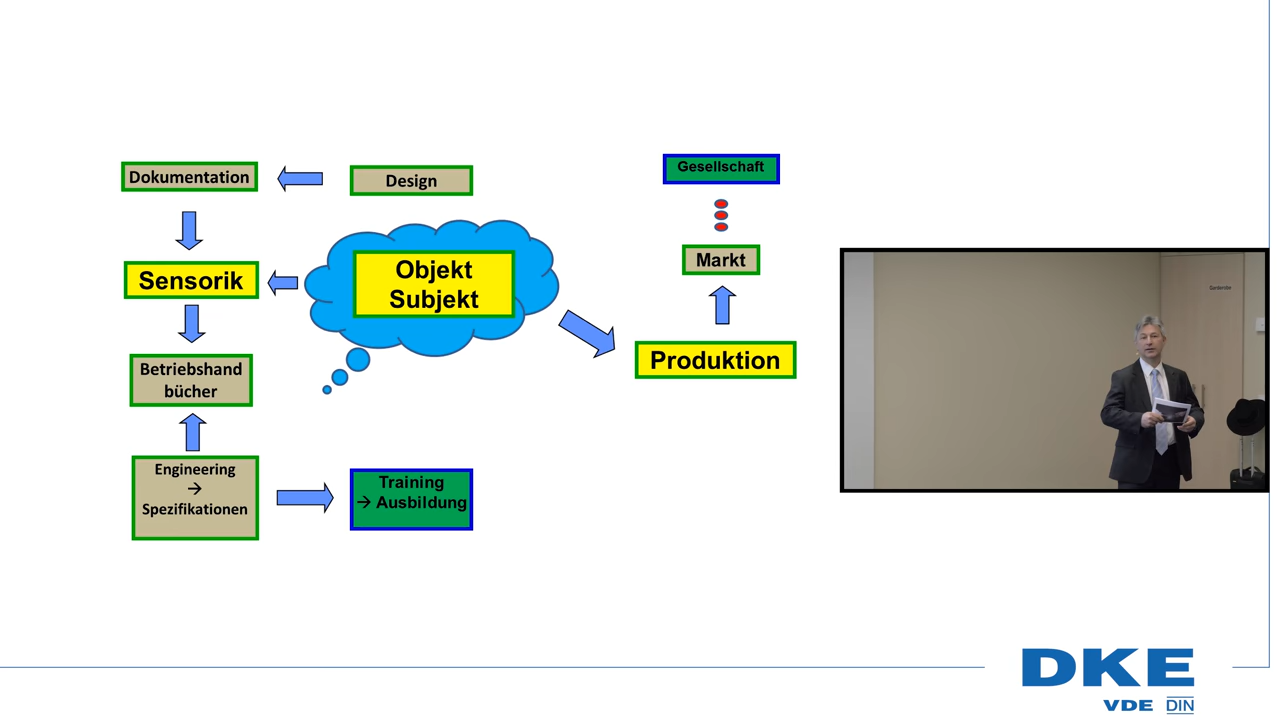 Dokumentation
Design
Gesellschaft
Sensorik
Objekt
Subjekt
Markt
Betriebshand
bücher
Produktion
Engineering
→
Spezifikationen
Training
→ Ausbildung
DKE
VDE DIN